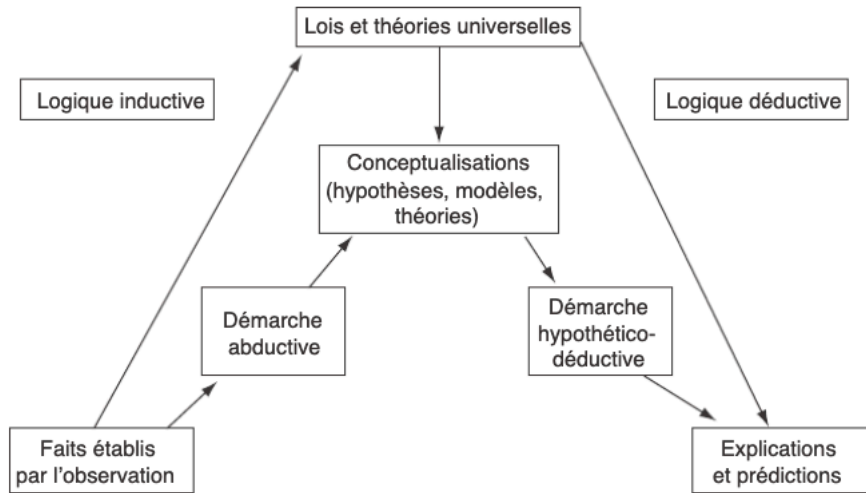 Lois et théories universelles
Logique inductive
Logique déductive
Conceptualisations
(hypothèses, modèles,
théories)
Démarche
abductive
Démarche
hypothético-
déductive
Faits établis
par l'observation
Explications
et prédictions